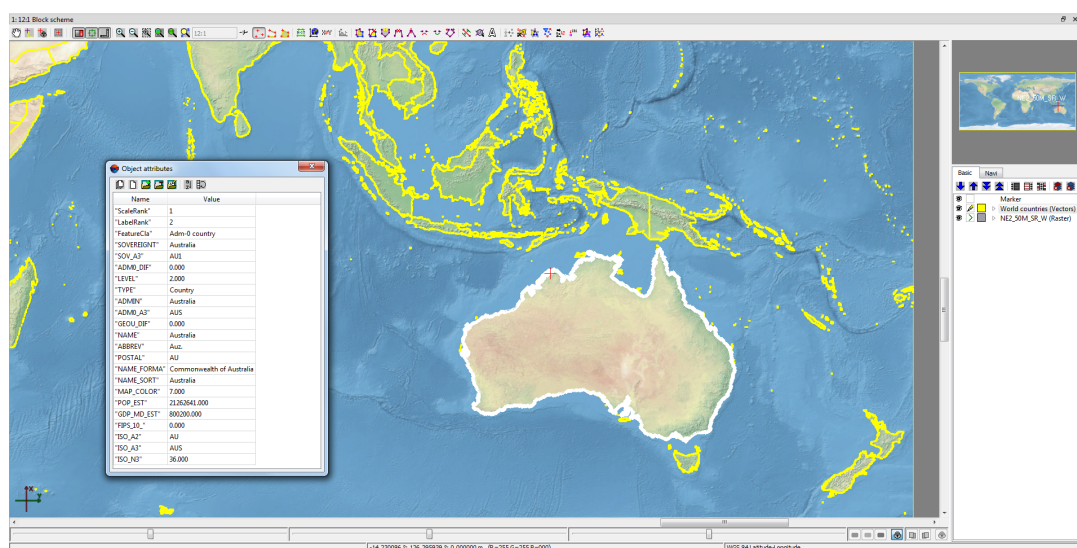 1: 12:1 Block scheme
12:1
NE2_50M_SR_W
Object attributes
Name Value
"ScaleRank" 1
"LabelRank" 2
"FeatureCla" Adm-0 country
"SOVEREIGNT" Australia
"SOV_A3" AU1
"ADM0_DIF" 0.000
"LEVEL" 2.000
"TYPE" Country
"ADMIN" Australia
"ADM0_A3" AUS
"GEOU_DIF" 0.000
"NAME" Australia
"ABBREV" Auz.
"POSTAL" AU
"NAME_FORMA" Commonwealth of Australia
"NAME_SORT" Australia
"MAP_COLOR" 7.000
"POP_EST" 21262641.000
"GDP_MD_EST" 800200.000
"FIPS_10_" 0.000
"ISO_A2" AU
"ISO_A3" AUS
"ISO_N3" 36.000
Basic Navi
Marker
World countries (Vectors)
NE2_50M_SR_W (Raster)
X
Y